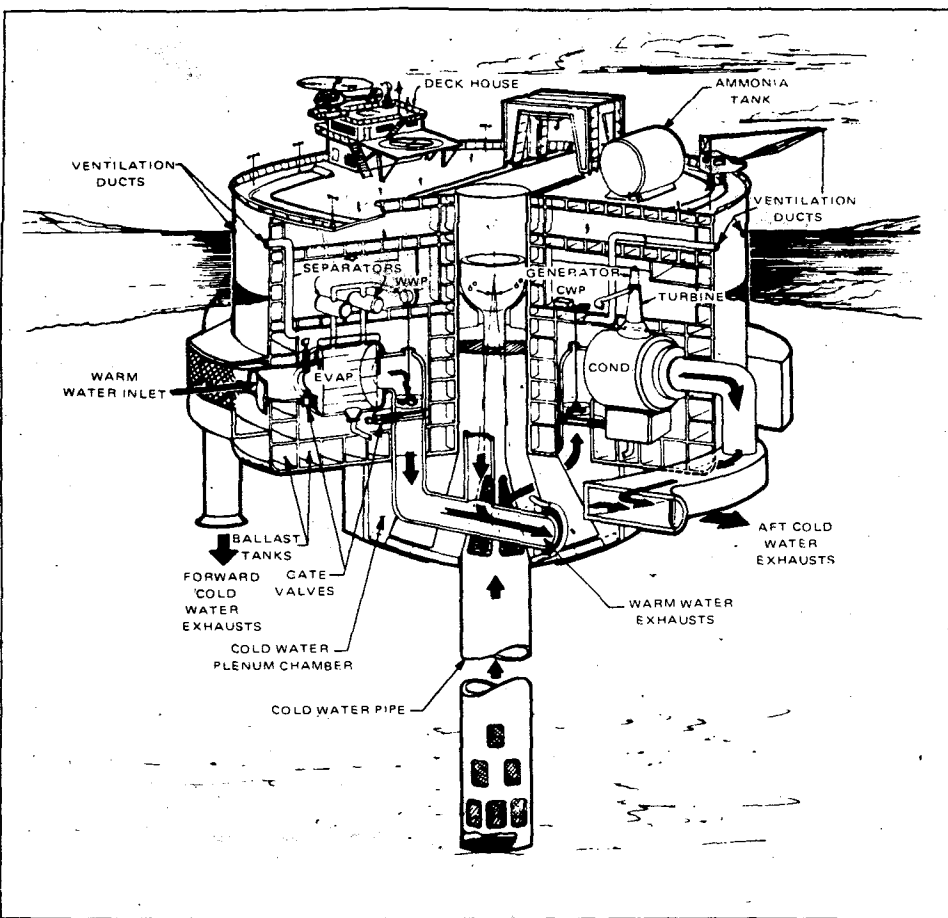 DECK HOUSE
AMMONIA
TANK
VENTILATION
DUCTS
VENTILATION
DUCTS
SEPARATORS
WWP
GENERATOR
CWP
TURBINE
WARM
WATER INLET
EVAP
COND.
BALLAST
TANKS
FORWARD
COLD
WATER
EXHAUSTS
CATE
VALVES
AFT COLD
WATER
EXHAUSTS
WARM WATER
EXHAUSTS
COLD WATER
PLENUM CHAMBER
COLD WATER PIPE